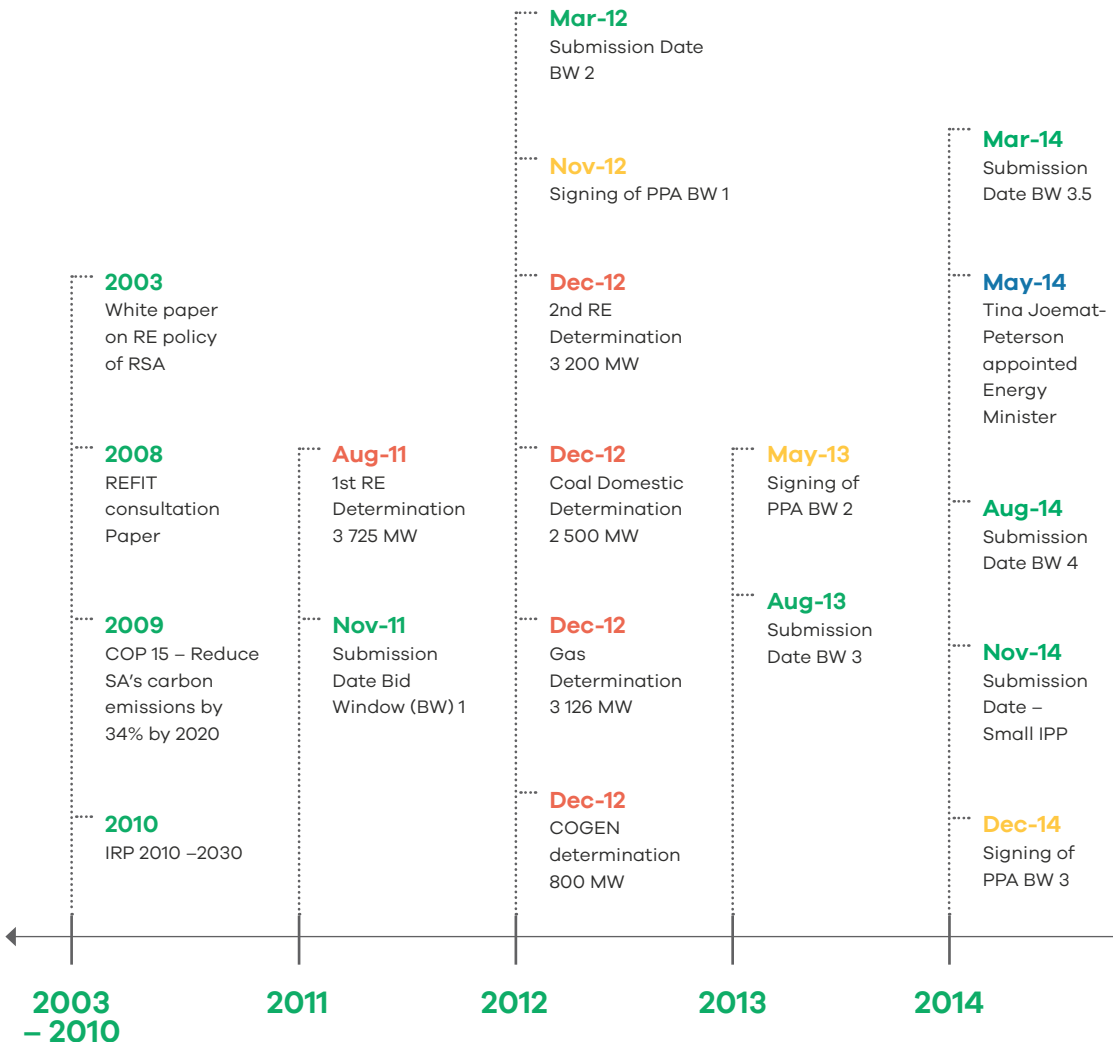 2003
White paper
on RE policy
of RSA
2008
REFIT
consultation
Paper
2009
COP 15 – Reduce
SA’s carbon
emissions by
34% by 2020
2010
IRP 2010 –2030
Aug-11
1st RE
Determination
3 725 MW
Nov-11
Submission
Date Bid
Window (BW) 1
Mar-12
Submission Date
BW 2
Nov-12
Signing of PPA BW 1
Dec-12
2nd RE
Determination
3 200 MW
Dec-12
Coal Domestic
Determination
2 500 MW
Dec-12
Gas
Determination
3 126 MW
Dec-12
COGEN
determination
800 MW
May-13
Signing of
PPA BW 2
Aug-13
Submission
Date BW 3
Mar-14
Submission
Date BW 3.5
May-14
Tina Joemat-
Peterson
appointed
Energy
Minister
Aug-14
Submission
Date BW 4
Nov-14
Submission
Date –
Small IPP
Dec-14
Signing of
PPA BW 3
2003
– 2010
2011
2012
2013
2014